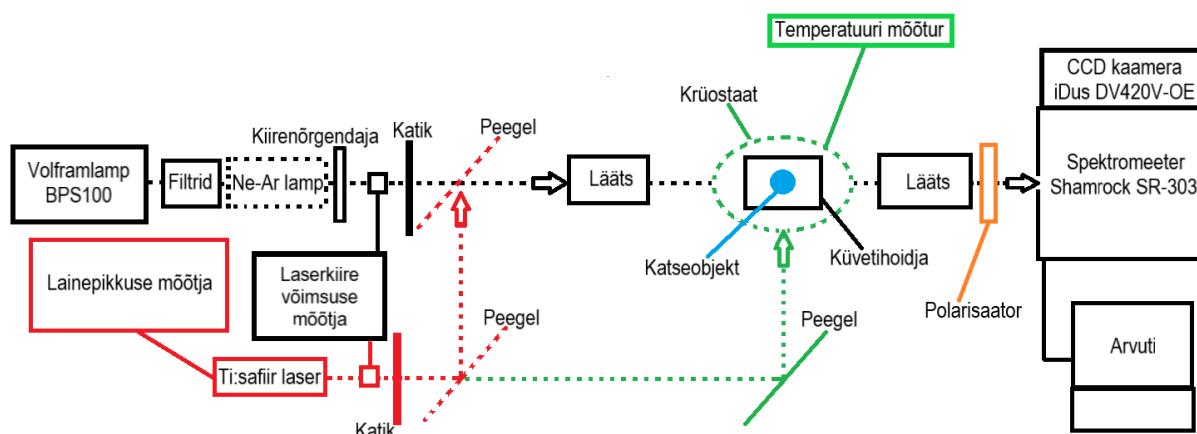 Temperatuuri mõõtur
CCD kaamera
iDus DV420V-OE
Krüostaat
Peegel
Katik
Kiirenõrgendaja
Volframlamp
BPS100
Filtrid
Ne-Ar lamp
Lääts
Lääts
Spektromeeter
Shamrock SR-303
Katseobjekt
Küvetihoidja
Lainepikkuse mõõtja
Laserkiire
võimsuse
mõõtja
Peegel
Peegel
Polarisaator
Arvuti
Ti:safiir laser
Katik